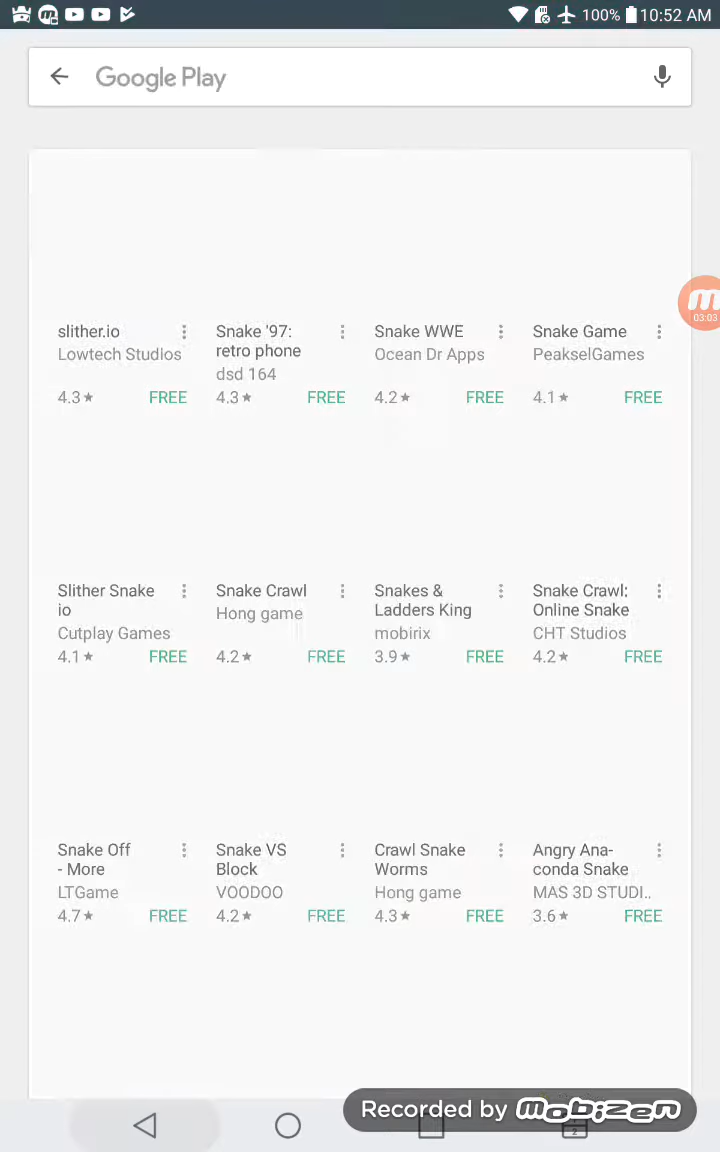 100% 10:52 AM
Google Play
03:03
slither.io
Lowtech Studios
4.3★ FREE
Snake '97:
retro phone
dsd 164
4.3★ FREE
Snake WWE
Ocean Dr Apps
4.2★ FREE
Snake Game
PeakselGames
4.1★ FREE
Slither Snake
io
Cutplay Games
4.1★ FREE
Snake Crawl
Hong game
4.2★ FREE
Snakes &
Ladders King
mobirix
3.9★ FREE
Snake Crawl:
Online Snake
CHT Studios
4.2★ FREE
Snake Off
- More
LTGame
4.7★ FREE
Snake VS
Block
VOODOO
4.2★ FREE
Crawl Snake
Worms
Hong game
4.3★ FREE
Angry Ana-
conda Snake
MAS 3D STUDI..
3.6★ FREE
Recorded by mobizen
2